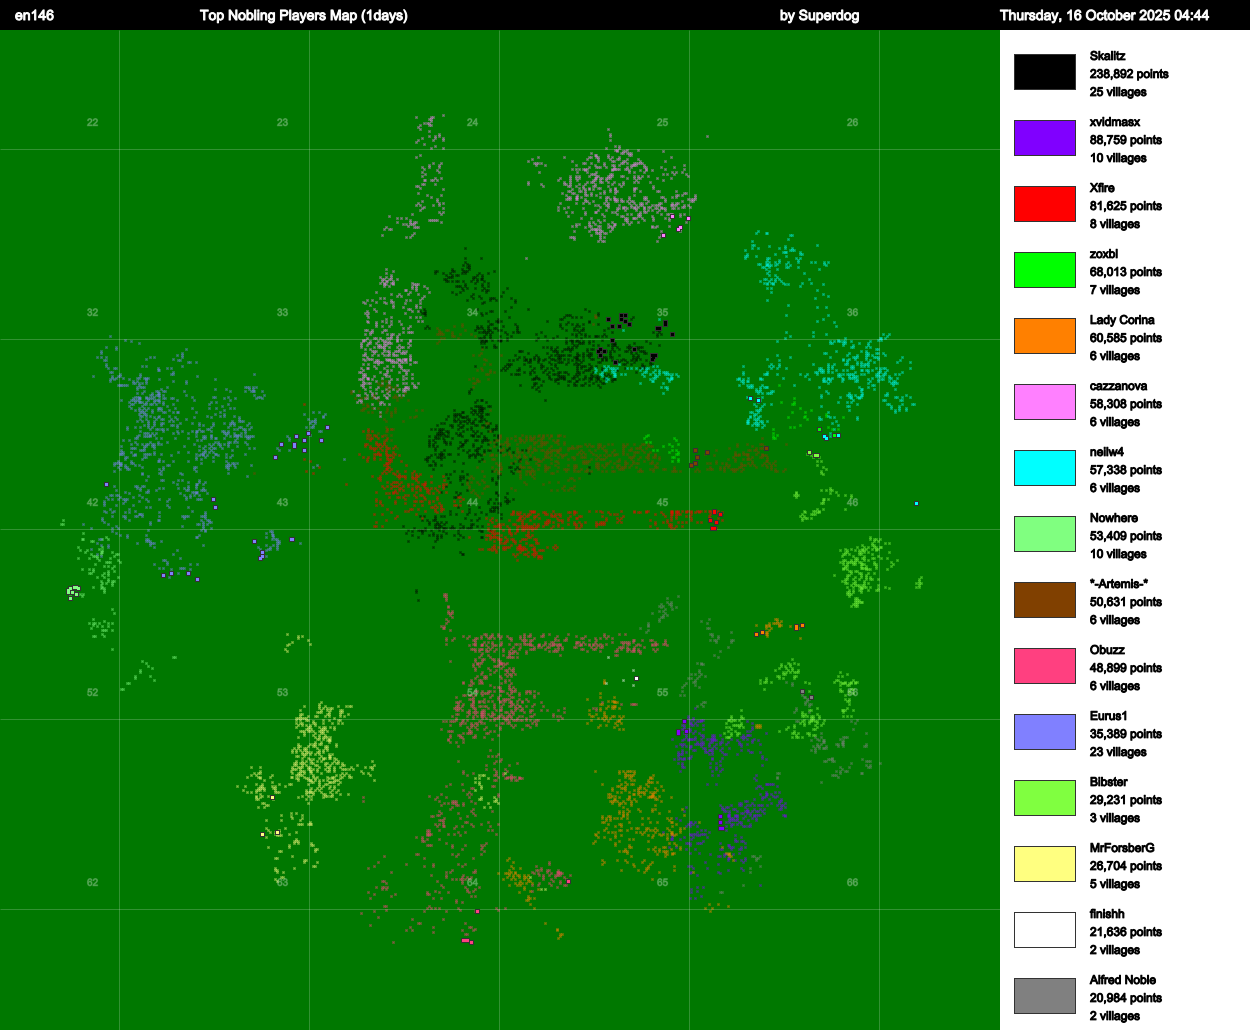 en146 Top Nobling Players Map (1days) by Superdog Thursday, 16 October 2025 04:44
22 23 24 25 26
32 33 34 35 36
42 43 44 45 46
52 53 54 55 56
62 63 64 65 66
Skalitz
238,892 points
25 villages
xvidmasx
88,759 points
10 villages
Xfire
81,625 points
8 villages
zoxbl
68,013 points
7 villages
Lady Corina
60,585 points
6 villages
cazzanova
58,308 points
6 villages
neilw4
57,338 points
6 villages
Nowhere
53,409 points
10 villages
*-Artemis-*
50,631 points
6 villages
Obuzz
48,899 points
6 villages
Eurus1
35,389 points
23 villages
Bibster
29,231 points
3 villages
MrForsberG
26,704 points
5 villages
finishh
21,636 points
2 villages
Alfred Noble
20,984 points
2 villages